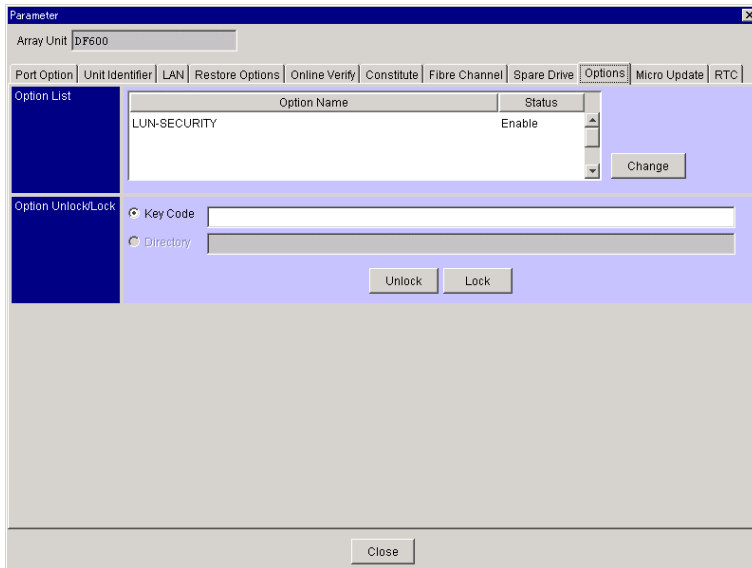 Parameter
Array Unit DF600
Port Option Unit Identifier LAN Restore Options Online Verify Constitute Fibre Channel Spare Drive Options Micro Update RTC
Option List
Option Name Status
LUN-SECURITY Enable
Change
Option Unlock/Lock
Key Code
Directory
Unlock Lock
Close